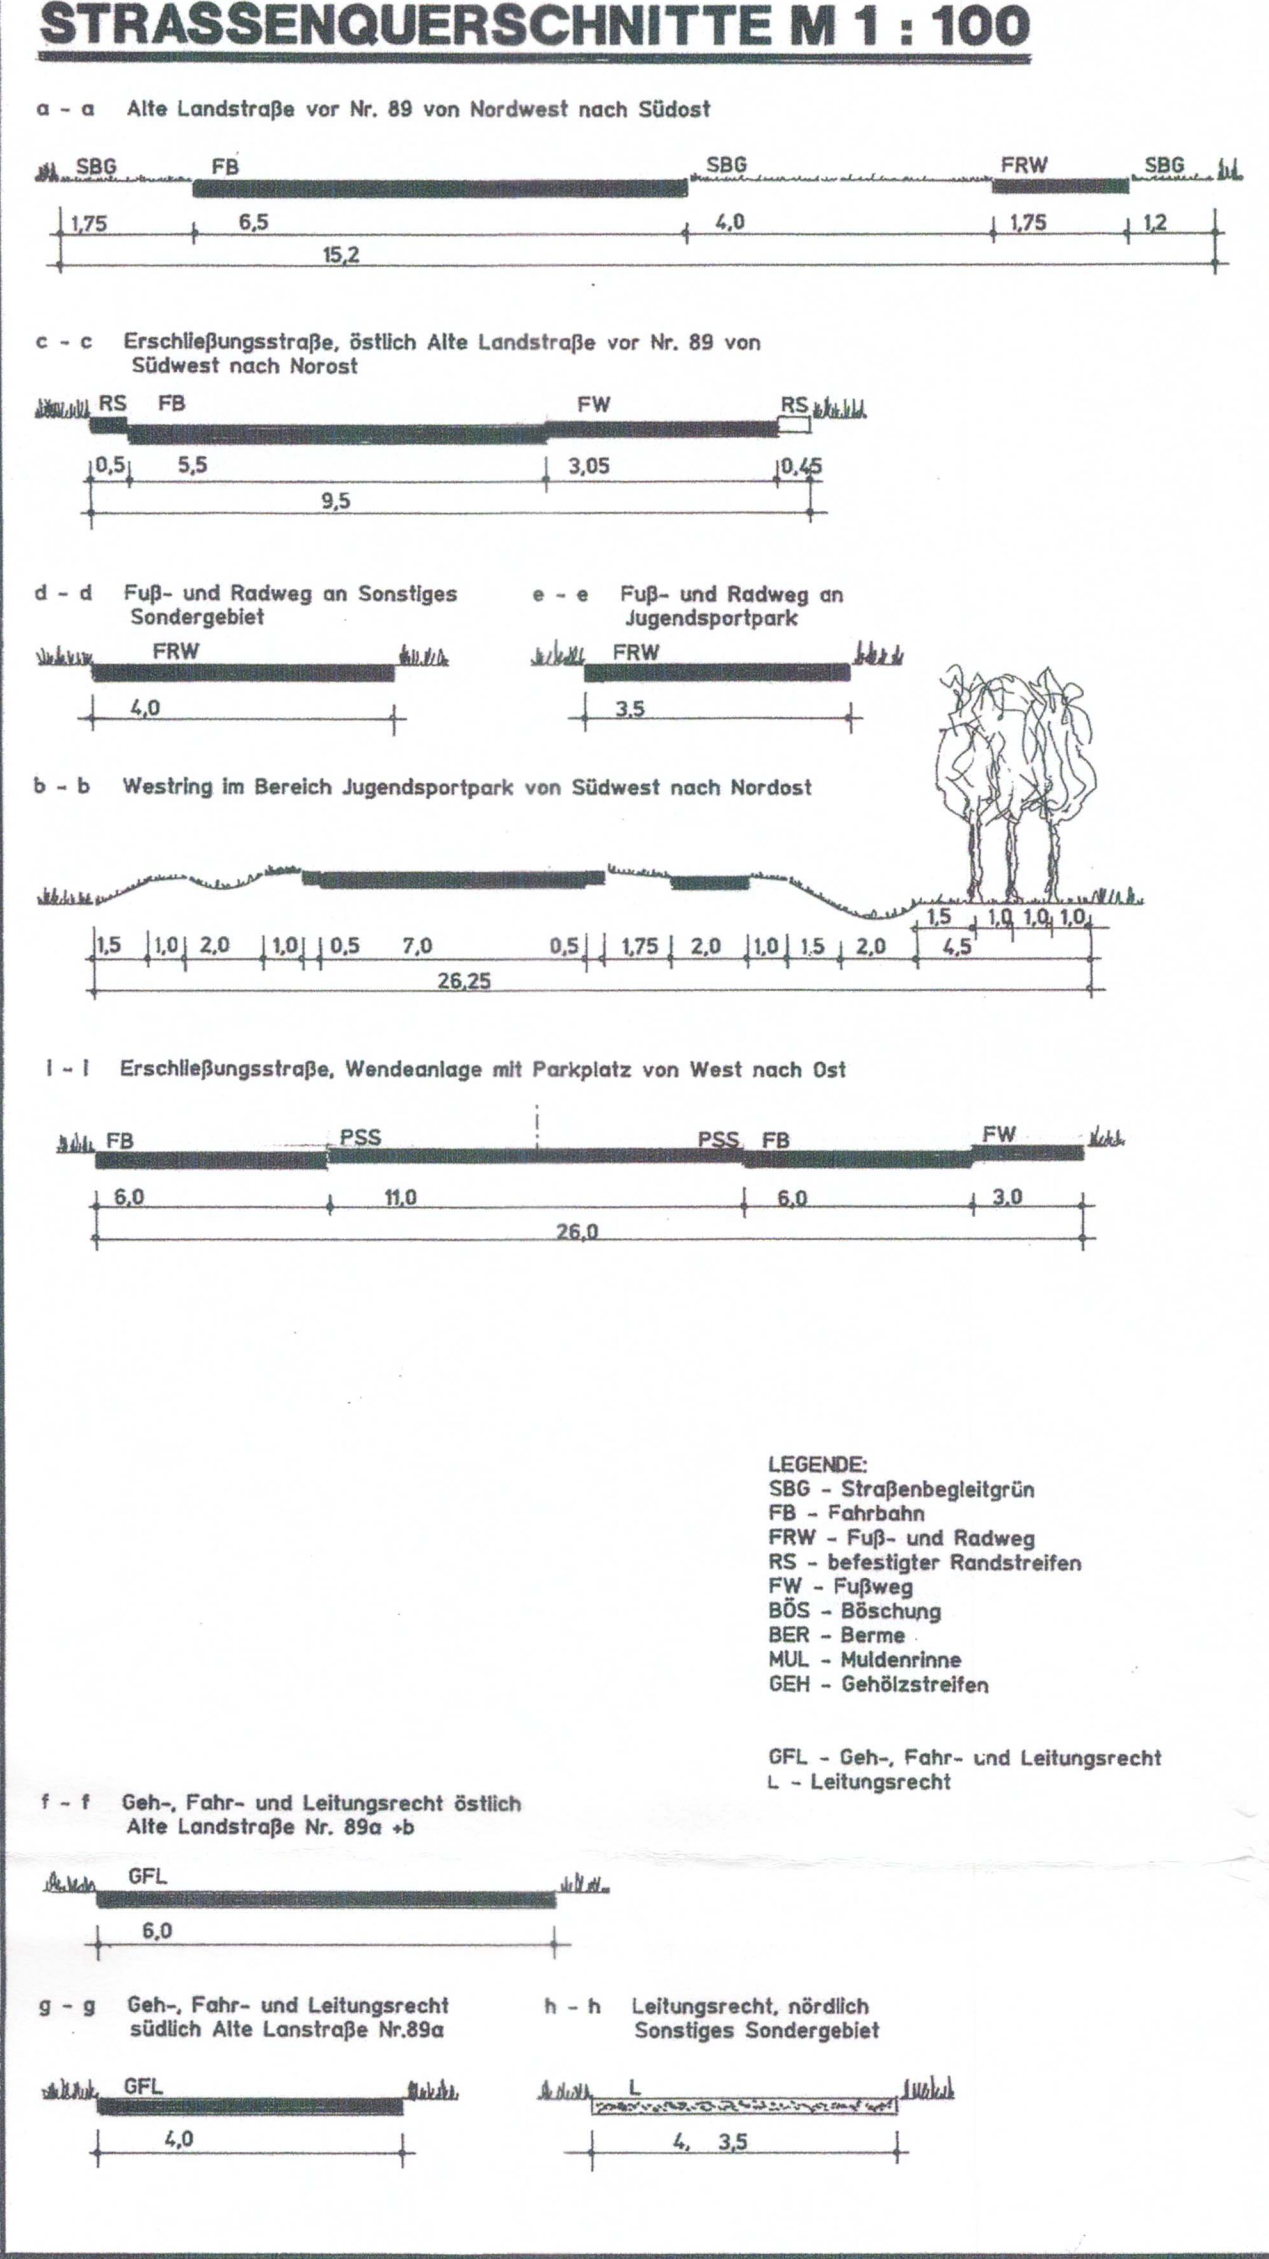 STRASSENQUERSCHNITTE M 1 : 100
a - a Alte Landstraße vor Nr. 89 von Nordwest nach Südost
SBG FB SBG FRW SBG
1,75 6,5 4,0 1,75 1,2
15,2
c - c Erschließungsstraße, östlich Alte Landstraße vor Nr. 89 von
Südwest nach Norost
RS FB FW RS
0,5 5,5 3,05 0,45
9,5
d - d Fuß- und Radweg an Sonstiges
Sondergebiet
FRW
4,0
e - e Fuß- und Radweg an
Jugendsportpark
FRW
3,5
b - b Westring im Bereich Jugendsportpark von Südwest nach Nordost
1,5 1,0 1,0 1,0
1,5 1,0 2,0 1,0 0,5 7,0 0,5 1,75 2,0 1,0 1,5 2,0 4,5
26,25
i - i Erschließungsstraße, Wendeanlage mit Parkplatz von West nach Ost
FB PSS PSS FB FW
6,0 11,0 6,0 3,0
26,0
LEGENDE:
SBG - Straßenbegleitgrün
FB - Fahrbahn
FRW - Fuß- und Radweg
RS - befestigter Randstreifen
FW - Fußweg
BÖS - Böschung
BER - Berme
MUL - Muldenrinne
GEH - Gehölzstreifen
GFL - Geh-, Fahr- und Leitungsrecht
L - Leitungsrecht
f - f Geh-, Fahr- und Leitungsrecht östlich
Alte Landstraße Nr. 89a +b
GFL
6,0
g - g Geh-, Fahr- und Leitungsrecht
südlich Alte Lanstraße Nr.89a
GFL
4,0
h - h Leitungsrecht, nördlich
Sonstiges Sondergebiet
L
4, 3,5